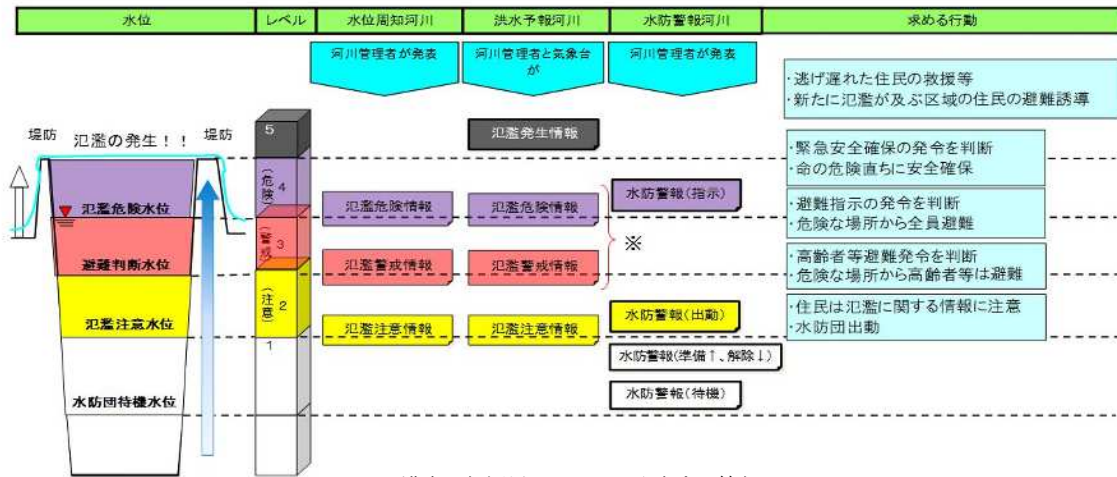 水位 レベル 水位周知河川 洪水予報河川 水防警報河川 求める行動
河川管理者が発表
河川管理者と気象台
が
河川管理者が発表
・逃げ遅れた住民の救援等
・新たに氾濫が及ぶ区域の住民の避難誘導
堤防 氾濫の発生!! 堤防
5
氾濫発生情報
・緊急安全確保の発令を判断
・命の危険直ちに安全確保
(危険)
4
氾濫危険水位
氾濫危険情報
氾濫危険情報
水防警報(指示)
・避難指示の発令を判断
・危険な場所から全員避難
※
(警戒)
3
避難判断水位
氾濫警戒情報
氾濫警戒情報
・高齢者等避難発令を判断
・危険な場所から高齢者等は避難
(注意)
2
氾濫注意水位
氾濫注意情報
氾濫注意情報
水防警報(出動)
・住民は氾濫に関する情報に注意
・水防団出動
1
水防警報(準備↑、解除↓)
水防団待機水位
水防警報(待機)